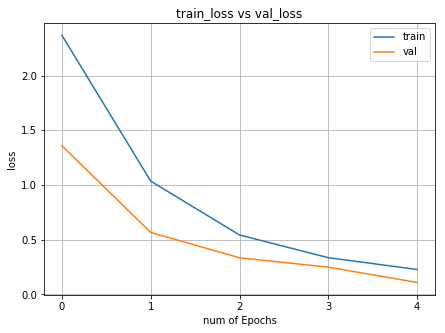 train_loss vs val_loss
train
val
2.0
1.5
1.0
0.5
0.0
loss
0 1 2 3 4
num of Epochs